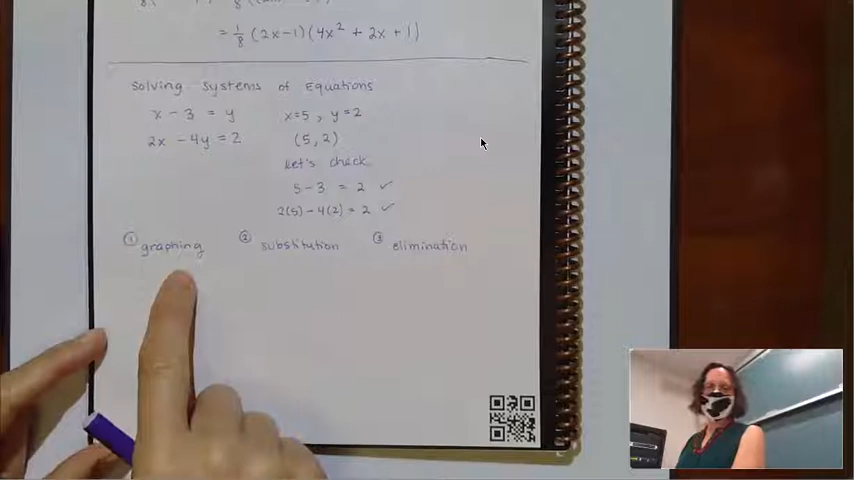 = 1/8 (2x-1)(4x² + 2x + 1)
Solving Systems of Equations
x - 3 = y
2x - 4y = 2
x=5, y=2
(5, 2)
Let's check
5-3 = 2 ✓
2(5) - 4(2) = 2 ✓
① graphing ② substitution ③ elimination